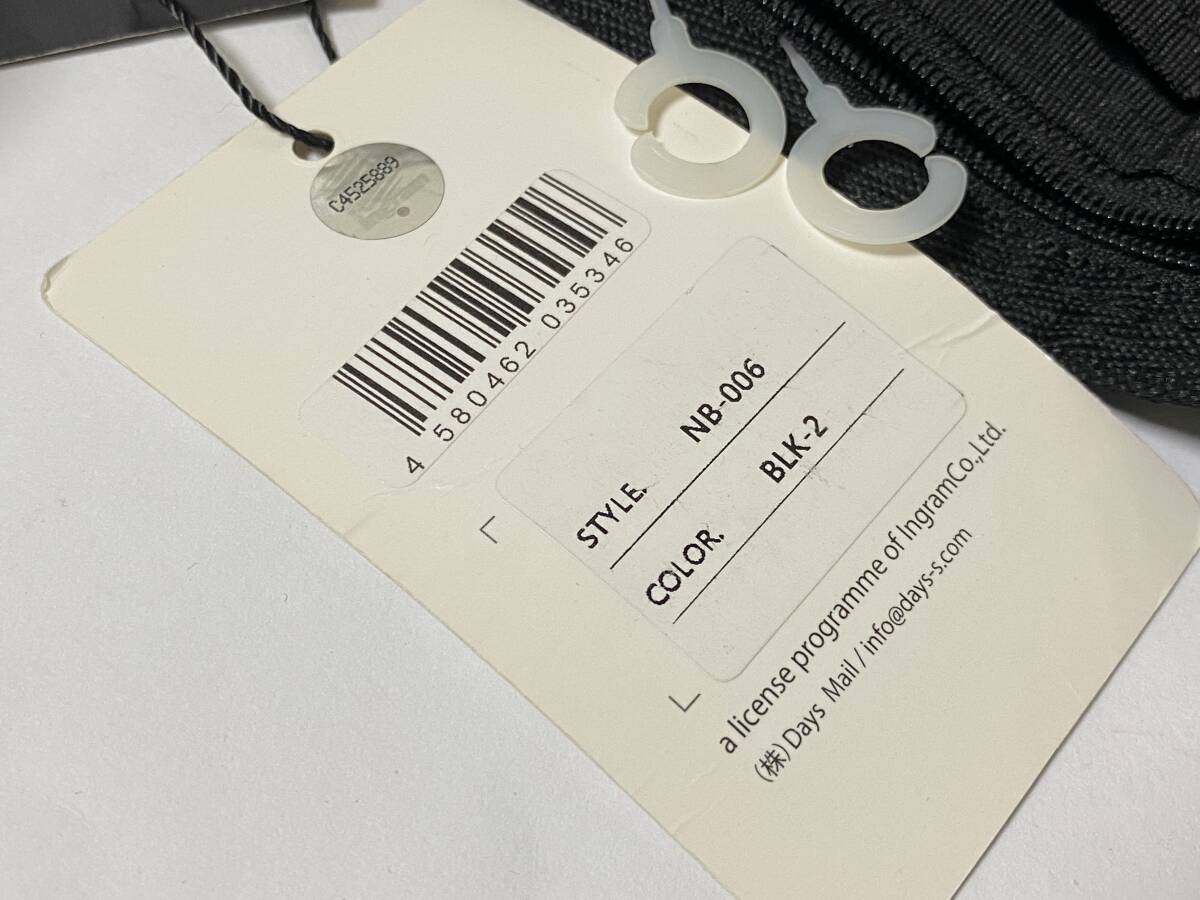 C4525889
4 580462 035346
STYLE. NB-006
COLOR. BLK-2
a license programme of IngramCo.,Ltd.
(株)Days Mail / info@days-s.com